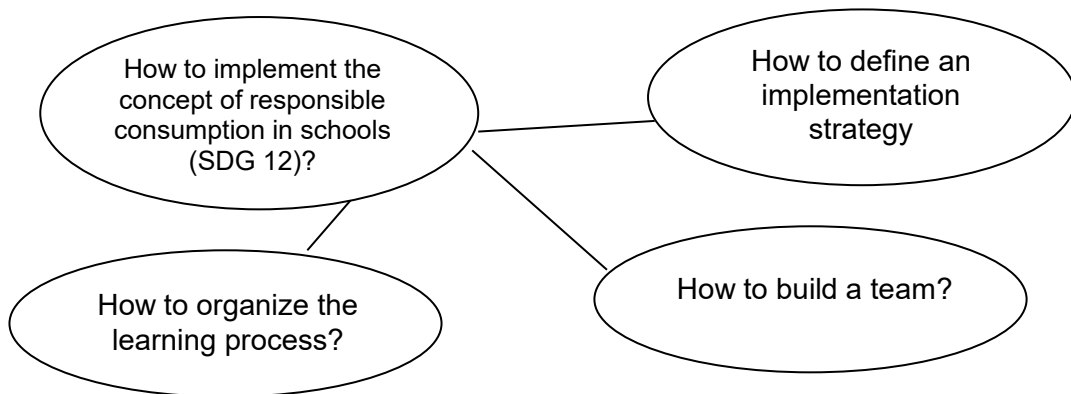 How to implement the
concept of responsible
consumption in schools
(SDG 12)?
How to define an
implementation
strategy
How to organize the
learning process?
How to build a team?